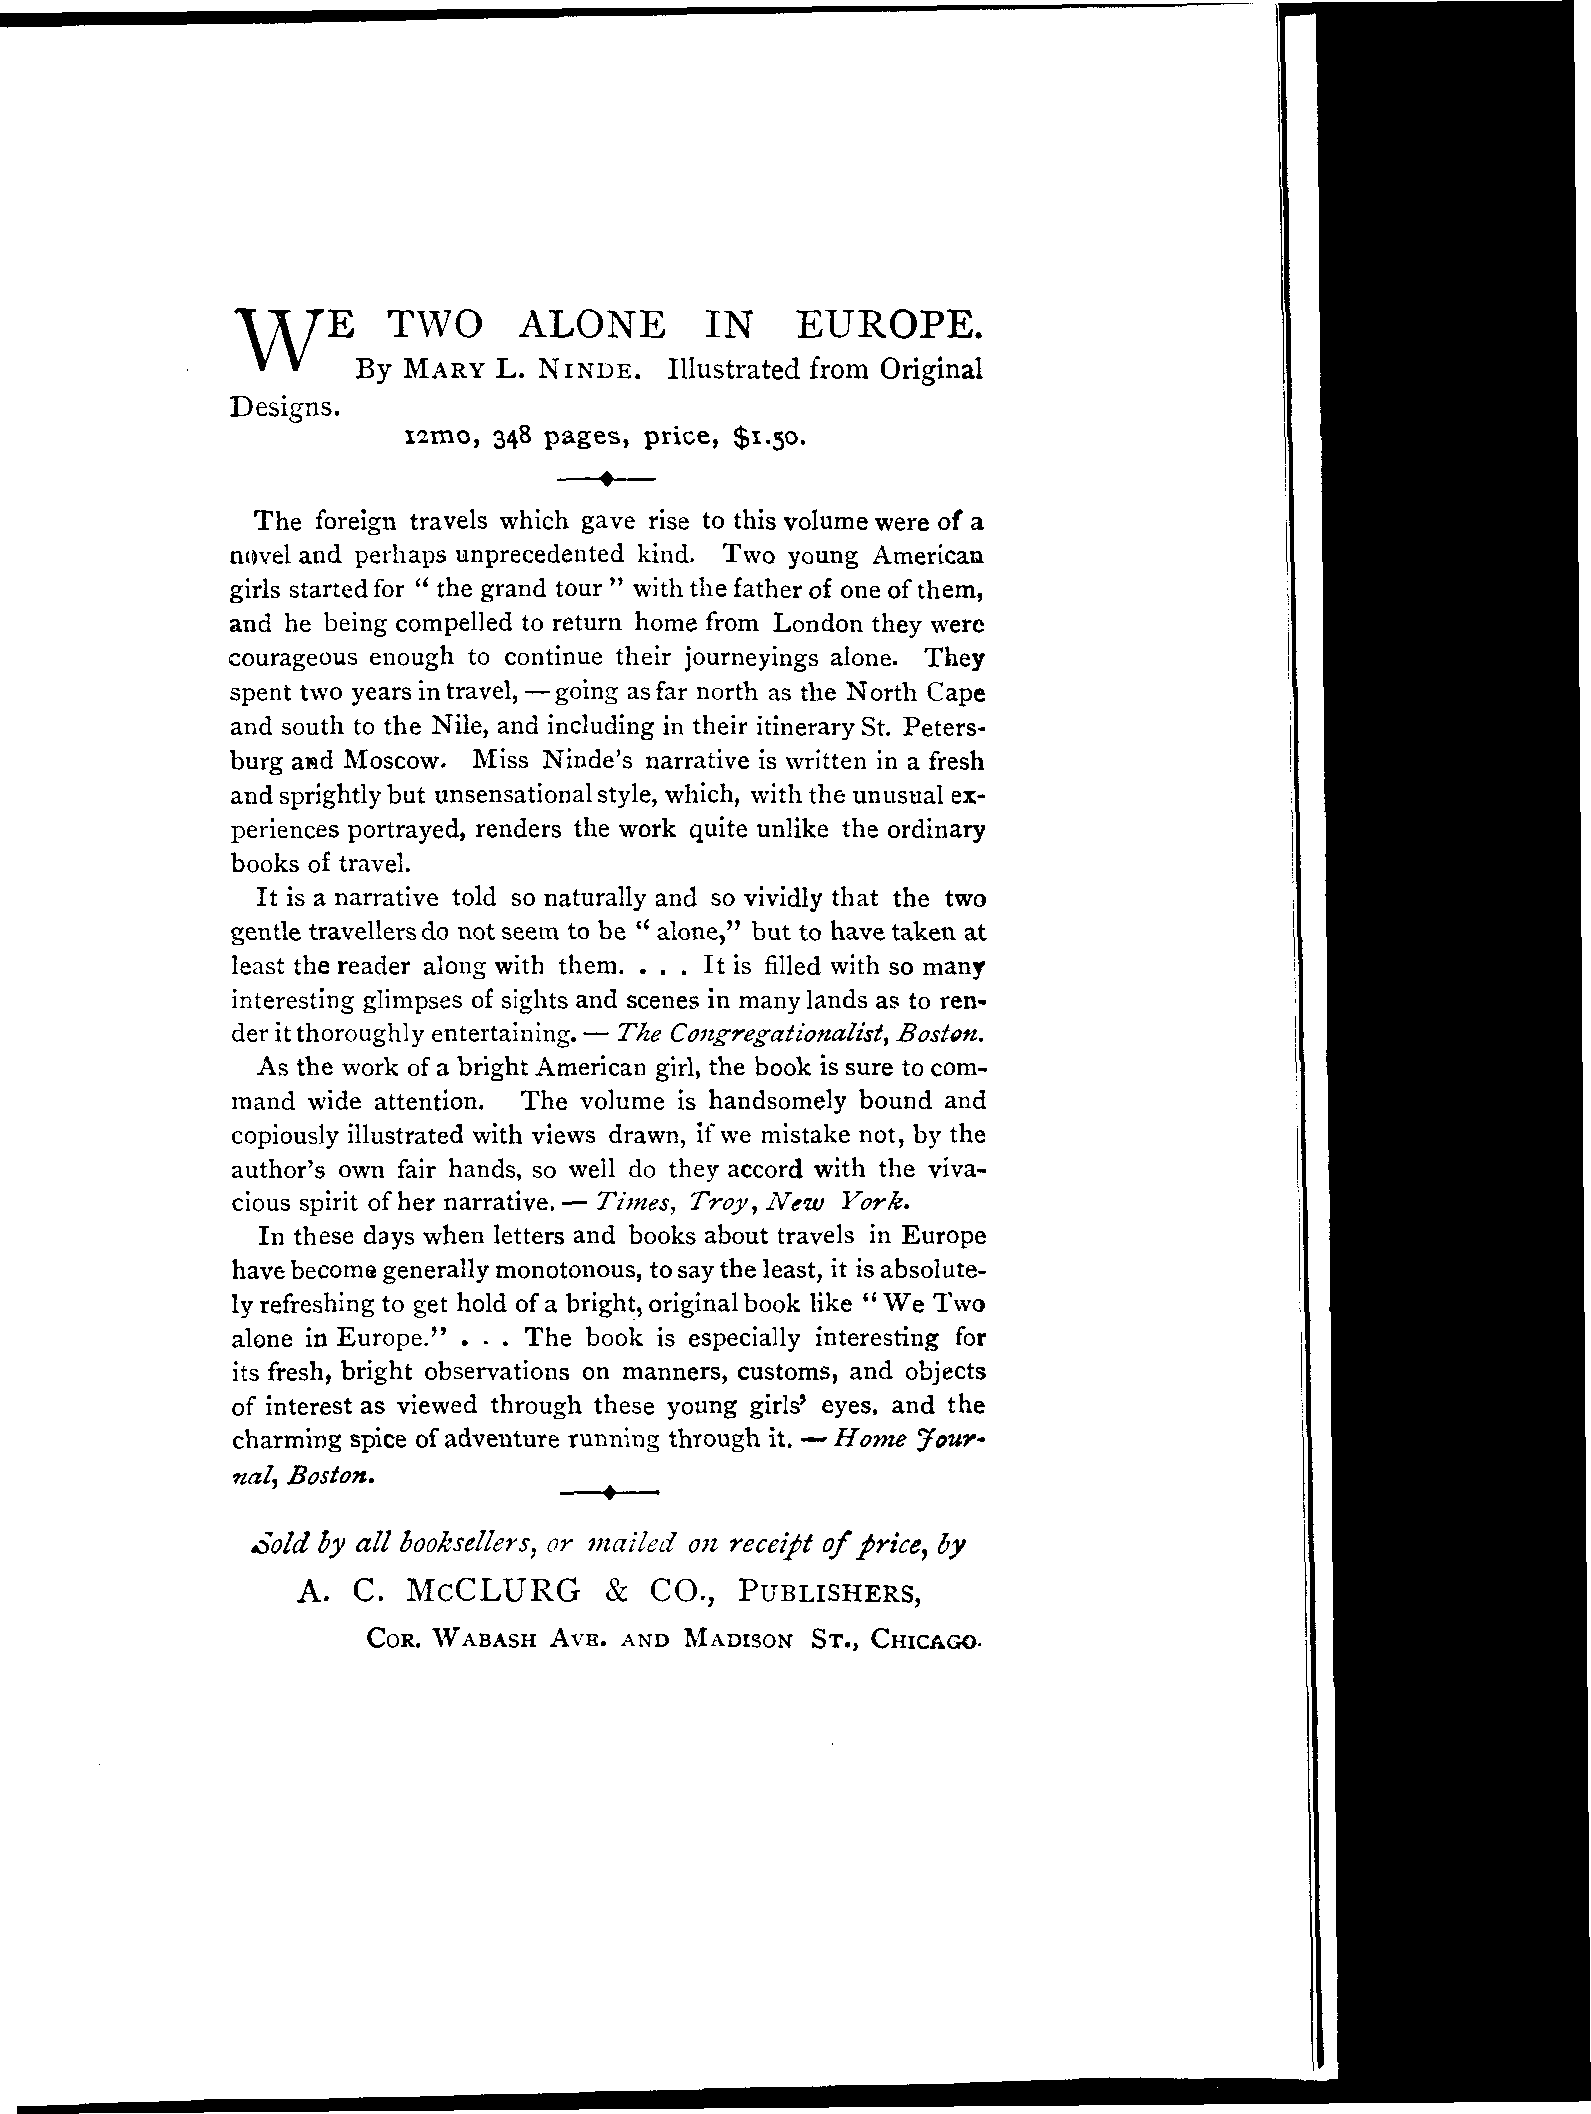 WE TWO ALONE IN EUROPE.
By MARY L. NINDE. Illustrated from Original
Designs.
12mo, 348 pages, price, $1.50.
The foreign travels which gave rise to this volume were of a
novel and perhaps unprecedented kind. Two young American
girls started for “ the grand tour ” with the father of one of them,
and he being compelled to return home from London they were
courageous enough to continue their journeyings alone. They
spent two years in travel, — going as far north as the North Cape
and south to the Nile, and including in their itinerary St. Peters-
burg and Moscow. Miss Ninde's narrative is written in a fresh
and sprightly but unsensational style, which, with the unusual ex-
periences portrayed, renders the work quite unlike the ordinary
books of travel.
It is a narrative told so naturally and so vividly that the two
gentle travellers do not seem to be “ alone,” but to have taken at
least the reader along with them. . . . It is filled with so many
interesting glimpses of sights and scenes in many lands as to ren-
der it thoroughly entertaining. — The Congregationalist, Boston.
As the work of a bright American girl, the book is sure to com-
mand wide attention. The volume is handsomely bound and
copiously illustrated with views drawn, if we mistake not, by the
author's own fair hands, so well do they accord with the viva-
cious spirit of her narrative. — Times, Troy, New York.
In these days when letters and books about travels in Europe
have become generally monotonous, to say the least, it is absolute-
ly refreshing to get hold of a bright, original book like “ We Two
alone in Europe.” . . . The book is especially interesting for
its fresh, bright observations on manners, customs, and objects
of interest as viewed through these young girls' eyes, and the
charming spice of adventure running through it. — Home Jour-
nal, Boston.
Sold by all booksellers, or mailed on receipt of price, by
A. C. McCLURG & CO., PUBLISHERS,
COR. WABASH AVE. AND MADISON ST., CHICAGO.